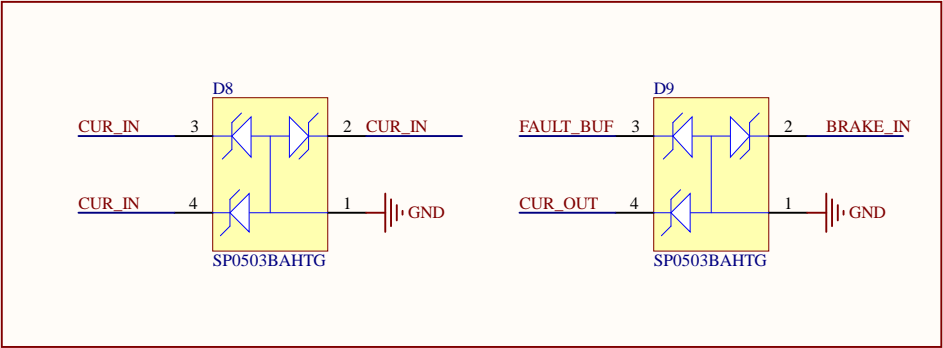 D8
CUR_IN 3 2 CUR_IN
CUR_IN 4 1 GND
SP0503BAHTG
D9
FAULT_BUF 3 2 BRAKE_IN
CUR_OUT 4 1 GND
SP0503BAHTG